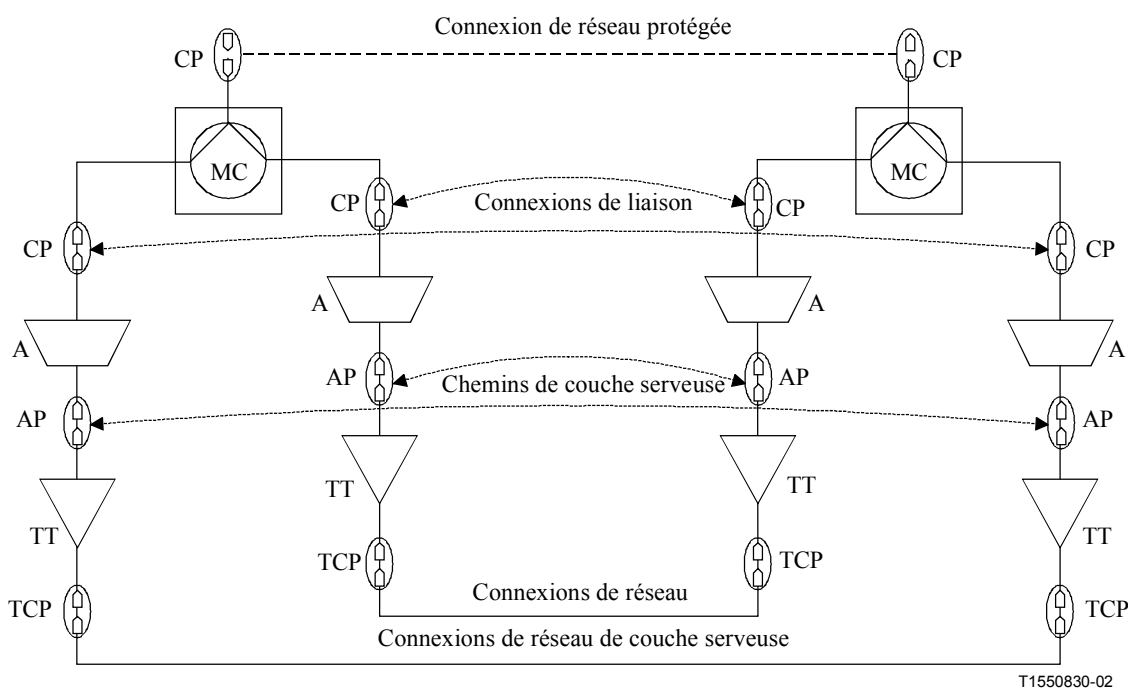 Connexion de réseau protégée
CP
CP
MC
MC
CP
Connexions de liaison
CP
CP
CP
A
A
A
A
AP
Chemins de couche serveuse
AP
AP
AP
TT
TT
TT
TT
TCP
TCP
Connexions de réseau
TCP
TCP
Connexions de réseau de couche serveuse
T1550830-02